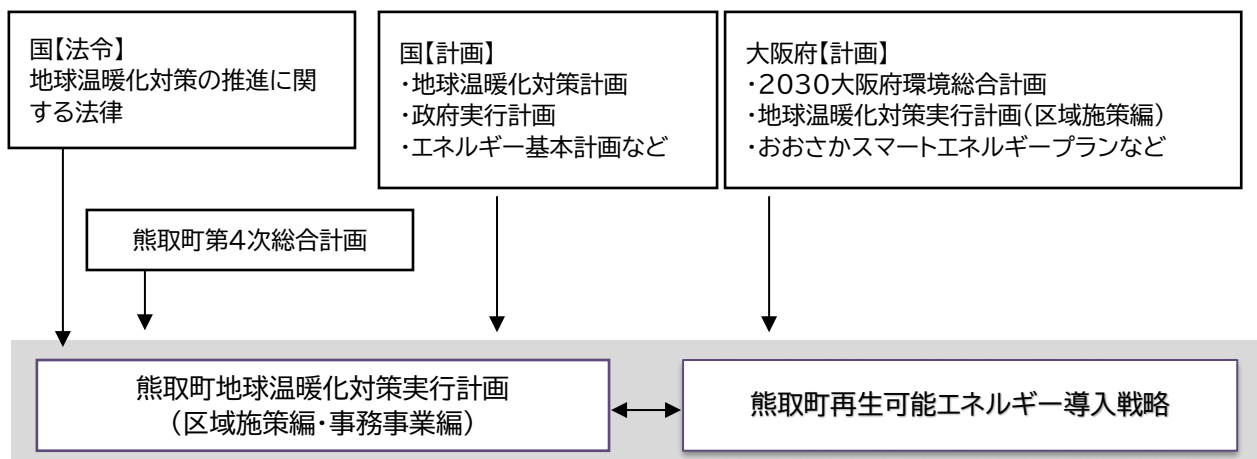 国【法令】
地球温暖化対策の推進に関
する法律
国【計画】
・地球温暖化対策計画
・政府実行計画
・エネルギー基本計画など
大阪府【計画】
・2030大阪府環境総合計画
・地球温暖化対策実行計画(区域施策編)
・おおさかスマートエネルギープランなど
熊取町第4次総合計画
熊取町地球温暖化対策実行計画
(区域施策編・事務事業編)
熊取町再生可能エネルギー導入戦略